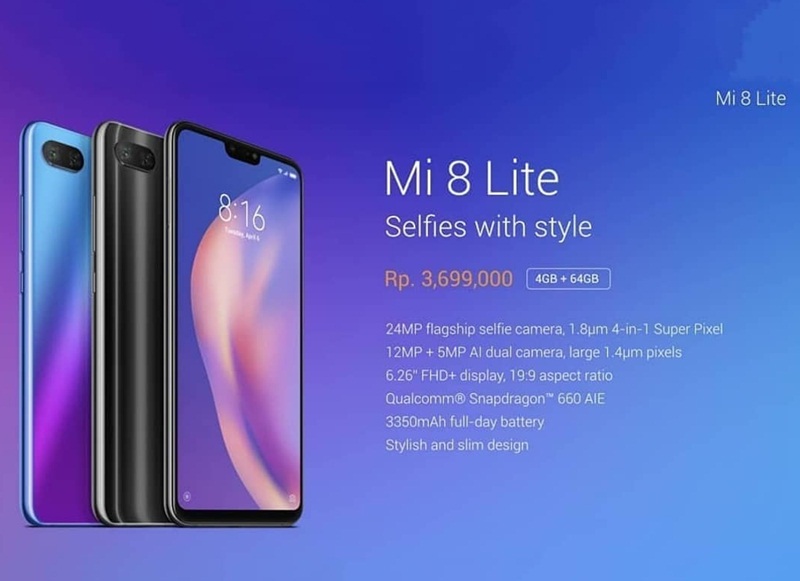 Mi 8 Lite
Mi 8 Lite
Selfies with style
Rp. 3,699,000 4GB + 64GB
24MP flagship selfie camera, 1.8μm 4-in-1 Super Pixel
12MP + 5MP AI dual camera, large 1.4μm pixels
6.26" FHD+ display, 19:9 aspect ratio
Qualcomm® Snapdragon™ 660 AIE
3350mAh full-day battery
Stylish and slim design
8:16
Tuesday, April 6